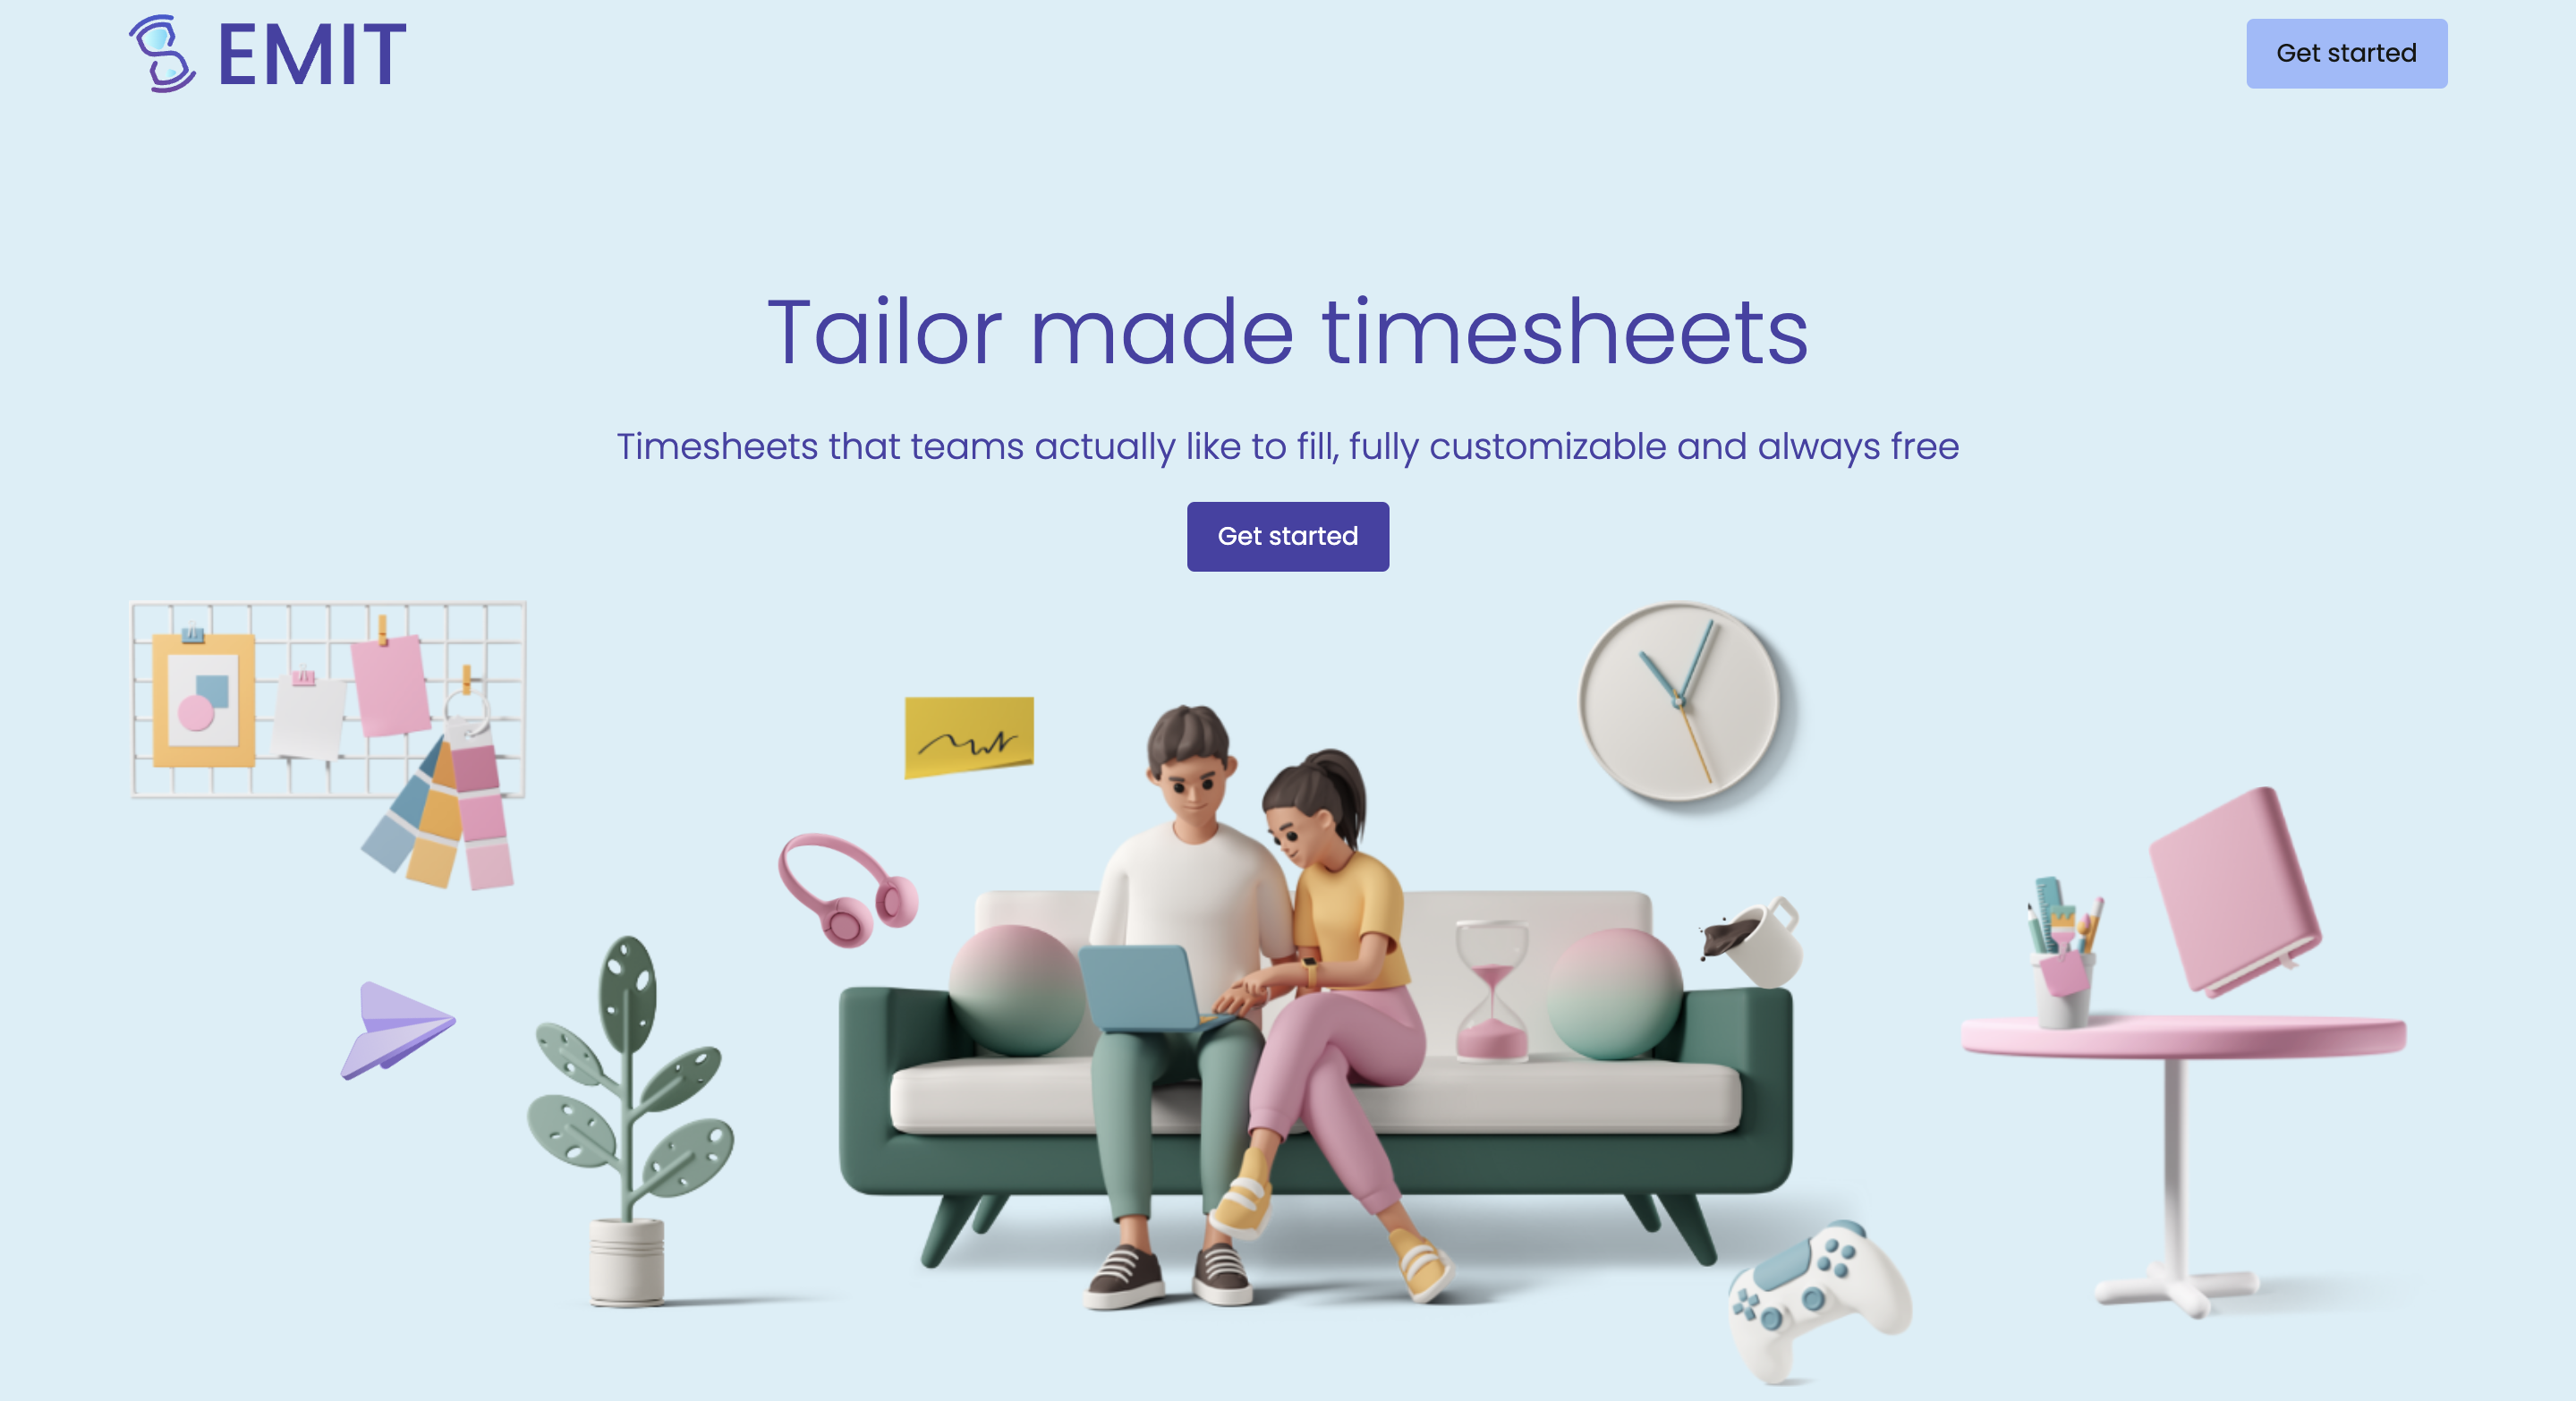 EMIT
Get started
Tailor made timesheets
Timesheets that teams actually like to fill, fully customizable and always free
Get started